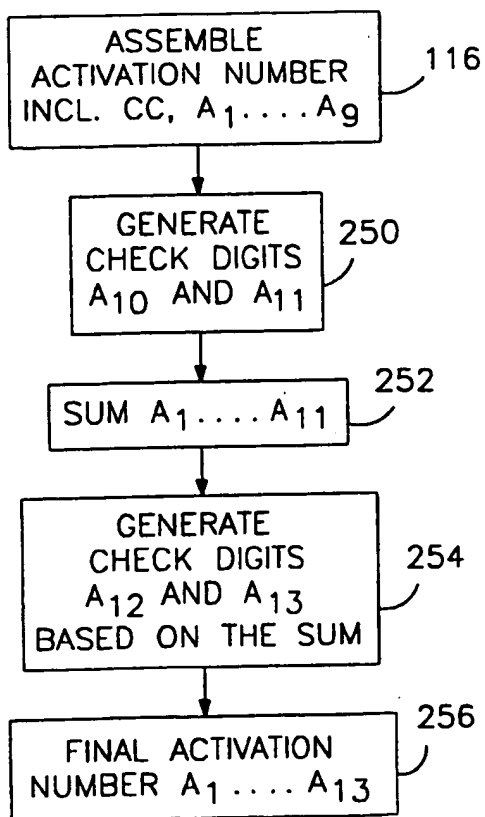 ASSEMBLE
ACTIVATION NUMBER
INCL. CC, A1....A9
116
GENERATE
CHECK DIGITS
A10 AND A11
250
SUM A1....A11
252
GENERATE
CHECK DIGITS
A12 AND A13
BASED ON THE SUM
254
FINAL ACTIVATION
NUMBER A1....A13
256